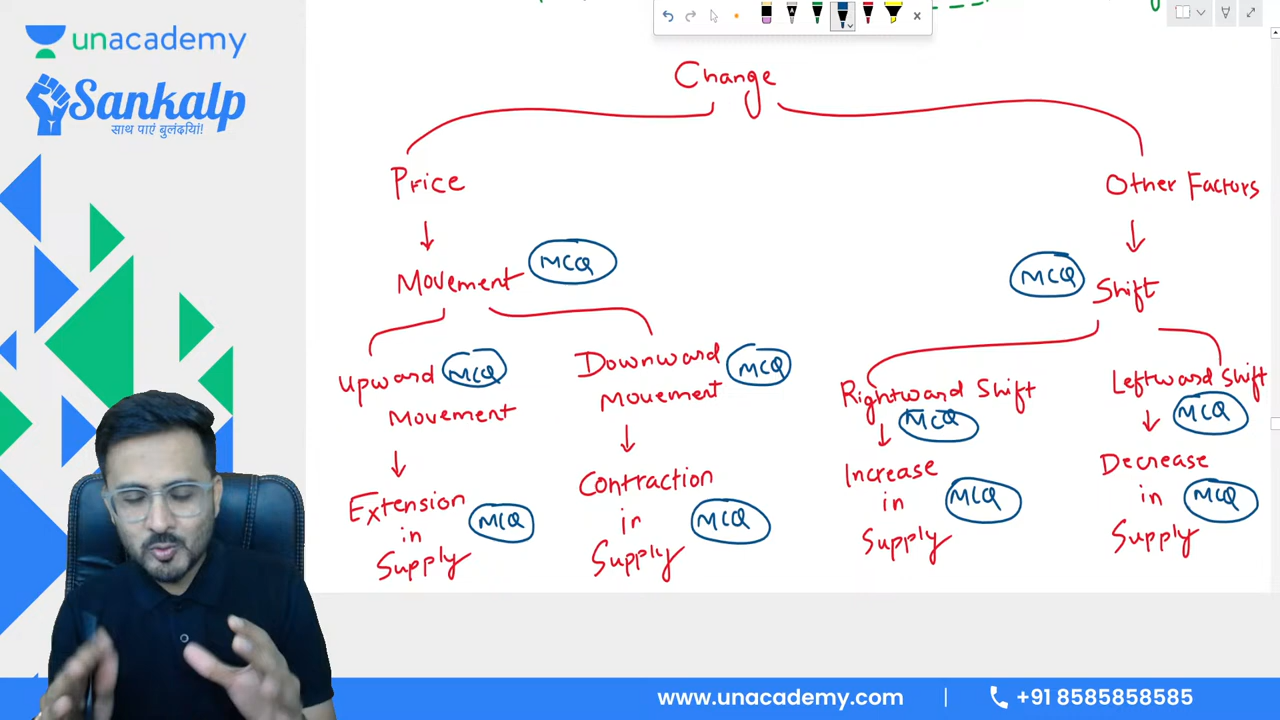 unacademy
Sankalp
साथ पाएं बुलंदियां!
Change
Price
Other Factors
Movement MCQ
MCQ Shift
Upward MCQ
Movement
Downward MCQ
Movement
Rightward Shift
MCQ
Leftward Shift
MCQ
Extension
in
Supply
MCQ
Contraction
in
Supply
MCQ
Increase
in
Supply
MCQ
Decrease
in
Supply
MCQ
www.unacademy.com | +91 8585858585